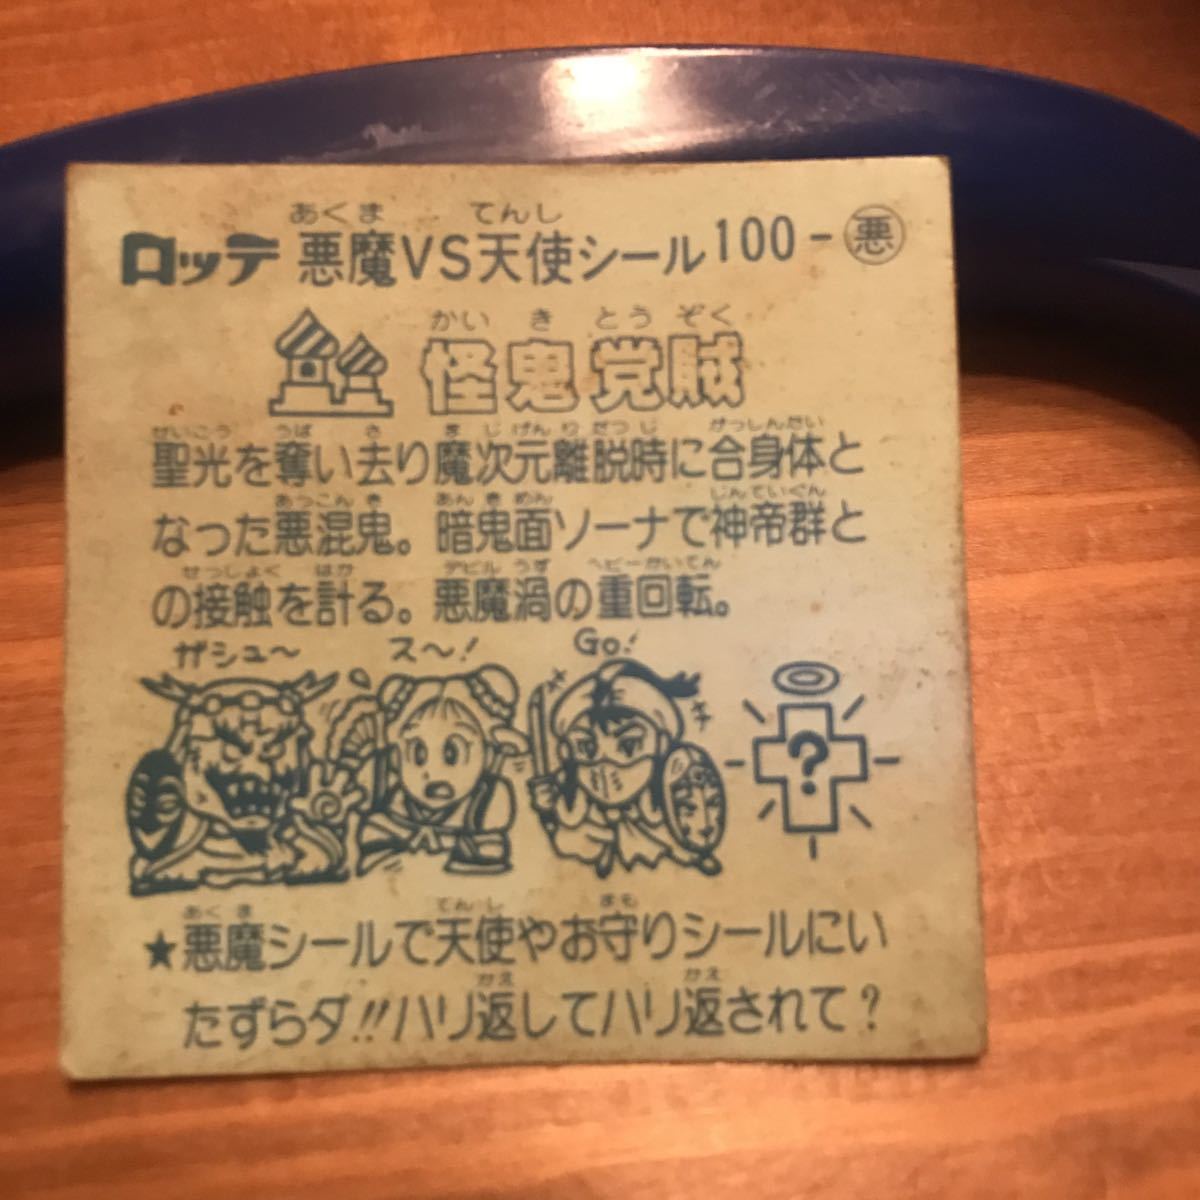 あくま てんし
ロッテ 悪魔VS天使シール100-悪
かいきとうぞく
怪鬼党賊
せいこう うば さ まじげんりだつじ がっしんたい
聖光を奪い去り魔次元離脱時に合身体と
あっこんき あんきめん しんていぐん
なった悪混鬼。暗鬼面ソーナで神帝群と
せっしょく はか デビルうず ヘビーかいてん
の接触を計る。悪魔渦の重回転。
ザシュ〜 ス〜! Go!
?
あくま てんし まも
★悪魔シールで天使やお守りシールにい
かえ かえ
たずらダ!!ハリ返してハリ返されて?